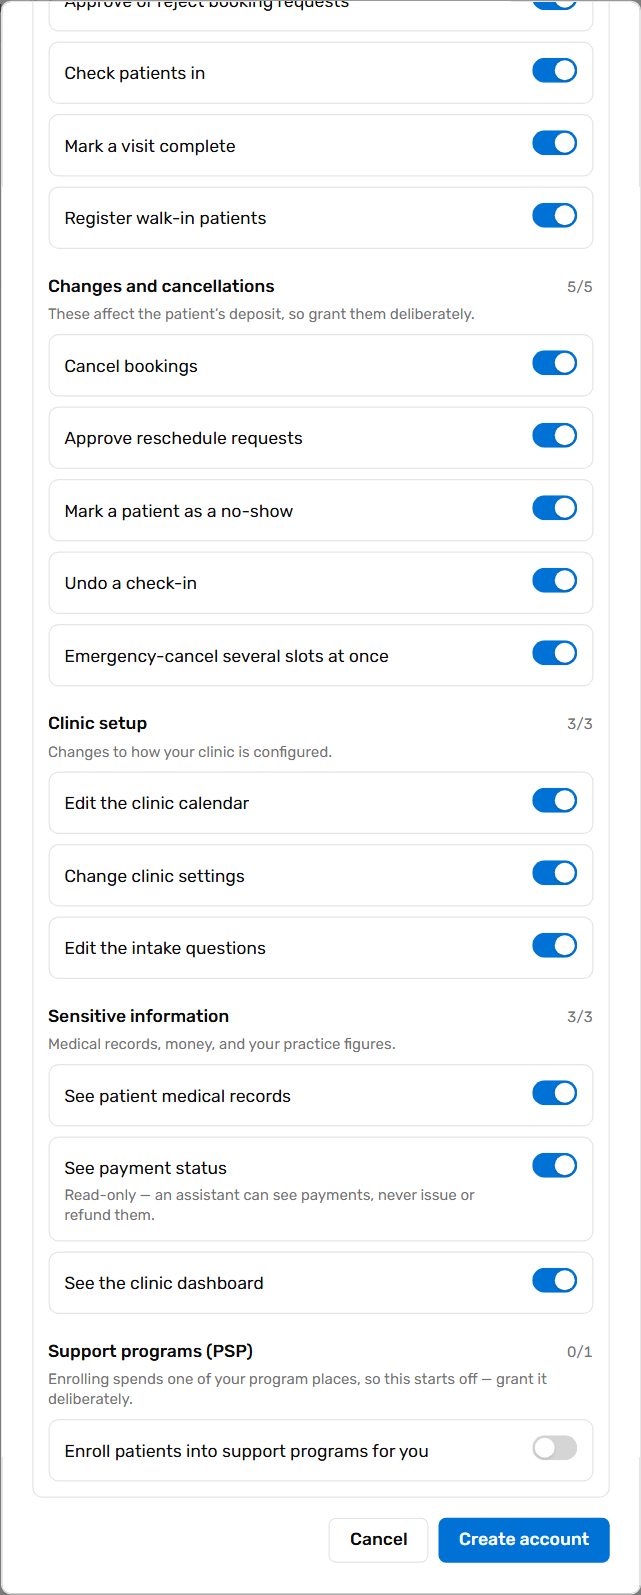 Approve or reject booking requests
Check patients in
Mark a visit complete
Register walk-in patients
Changes and cancellations 5/5
These affect the patient's deposit, so grant them deliberately.
Cancel bookings
Approve reschedule requests
Mark a patient as a no-show
Undo a check-in
Emergency-cancel several slots at once
Clinic setup 3/3
Changes to how your clinic is configured.
Edit the clinic calendar
Change clinic settings
Edit the intake questions
Sensitive information 3/3
Medical records, money, and your practice figures.
See patient medical records
See payment status
Read-only — an assistant can see payments, never issue or
refund them.
See the clinic dashboard
Support programs (PSP) 0/1
Enrolling spends one of your program places, so this starts off — grant it
deliberately.
Enroll patients into support programs for you
Cancel Create account